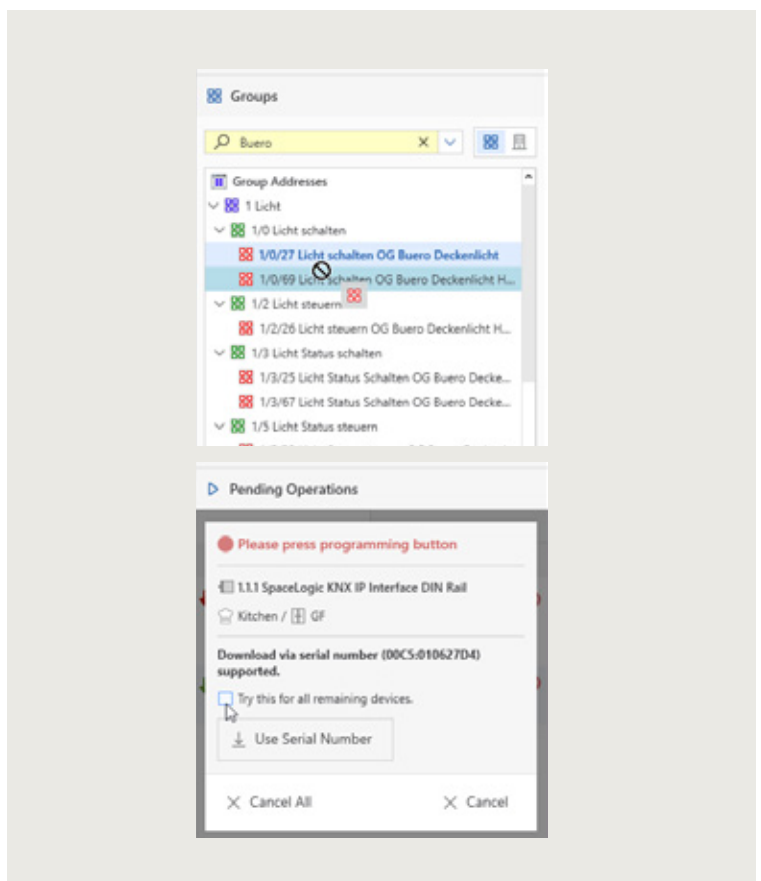 Groups
Buero
Group Addresses
1 Licht
1/0 Licht schalten
1/0/27 Licht schalten OG Buero Deckenlicht
1/0/69 Licht schalten OG Buero Deckenlicht H...
1/2 Licht steuern
1/2/26 Licht steuern OG Buero Deckenlicht H...
1/3 Licht Status schalten
1/3/25 Licht Status Schalten OG Buero Decke...
1/3/67 Licht Status Schalten OG Buero Decke...
1/5 Licht Status steuern
Pending Operations
Please press programming button
1.1.1 SpaceLogic KNX IP Interface DIN Rail
Kitchen / GF
Download via serial number (00C5:010627D4)
supported.
Try this for all remaining devices.
Use Serial Number
Cancel All
Cancel